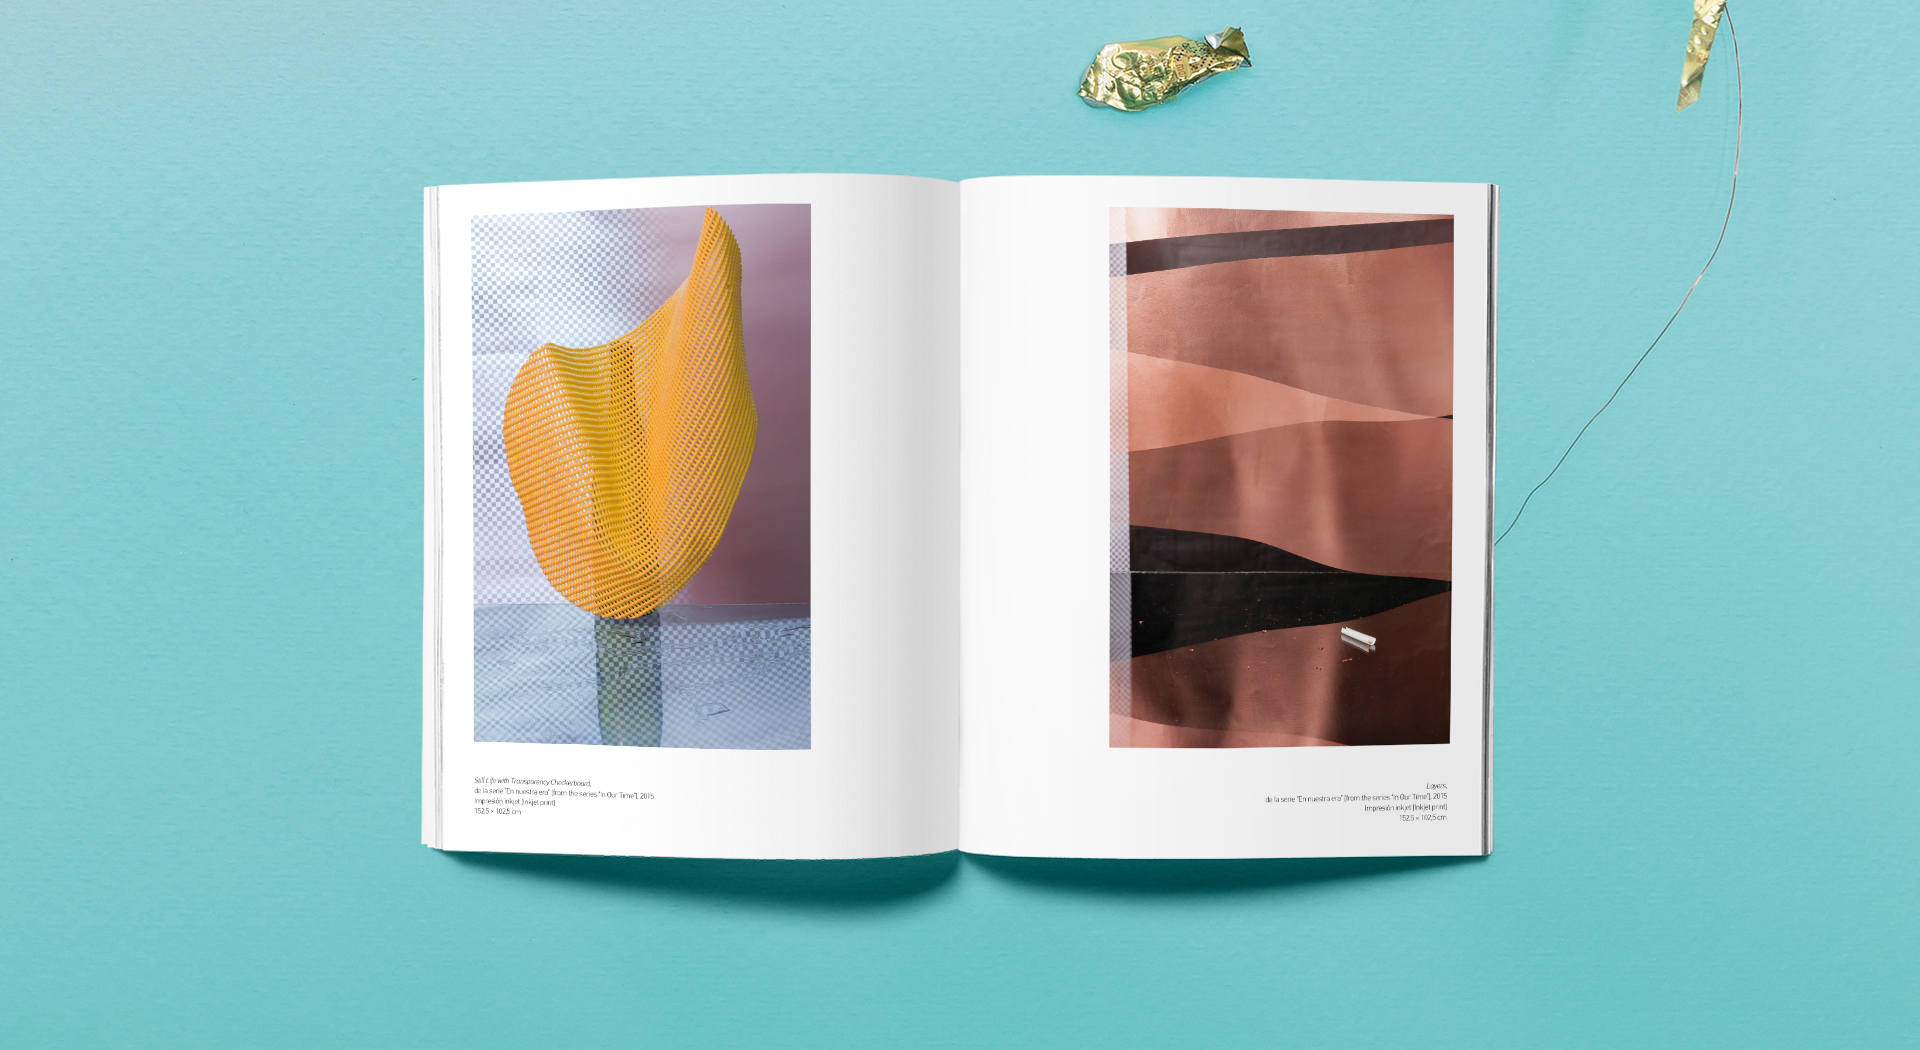 Still Life with Transparency Checkerboard,
de la serie "En nuestra era" [from the series "In Our Time"], 2015
Impresión inkjet [Inkjet print]
152,5 × 102,5 cm
Layers,
de la serie "En nuestra era" [from the series "In Our Time"], 2015
Impresión inkjet [Inkjet print]
152,5 × 102,5 cm